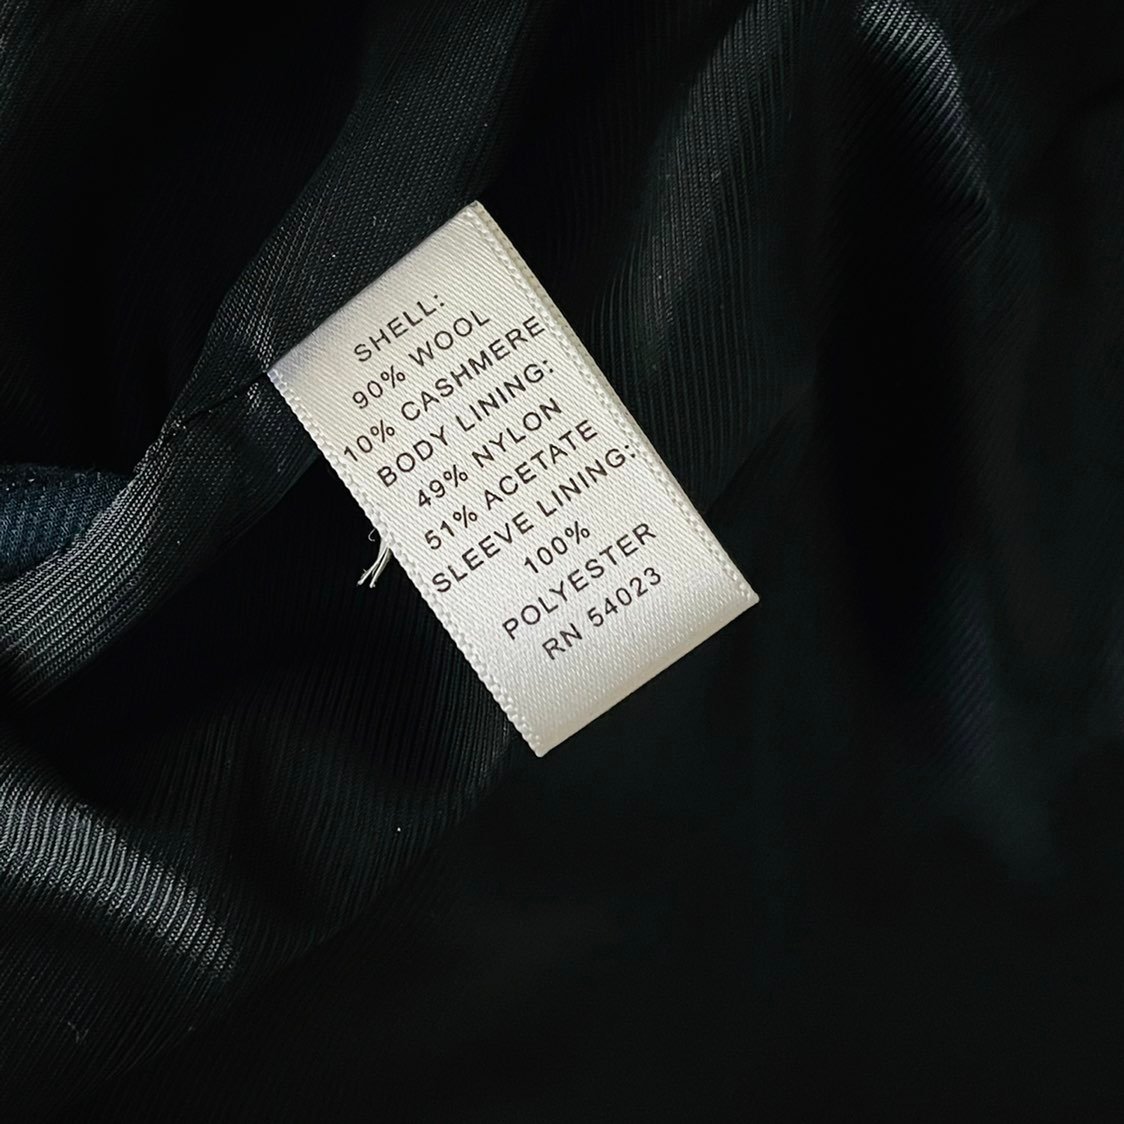 SHELL:
90% WOOL
10% CASHMERE
BODY LINING:
49% NYLON
51% ACETATE
SLEEVE LINING:
100%
POLYESTER
RN 54023